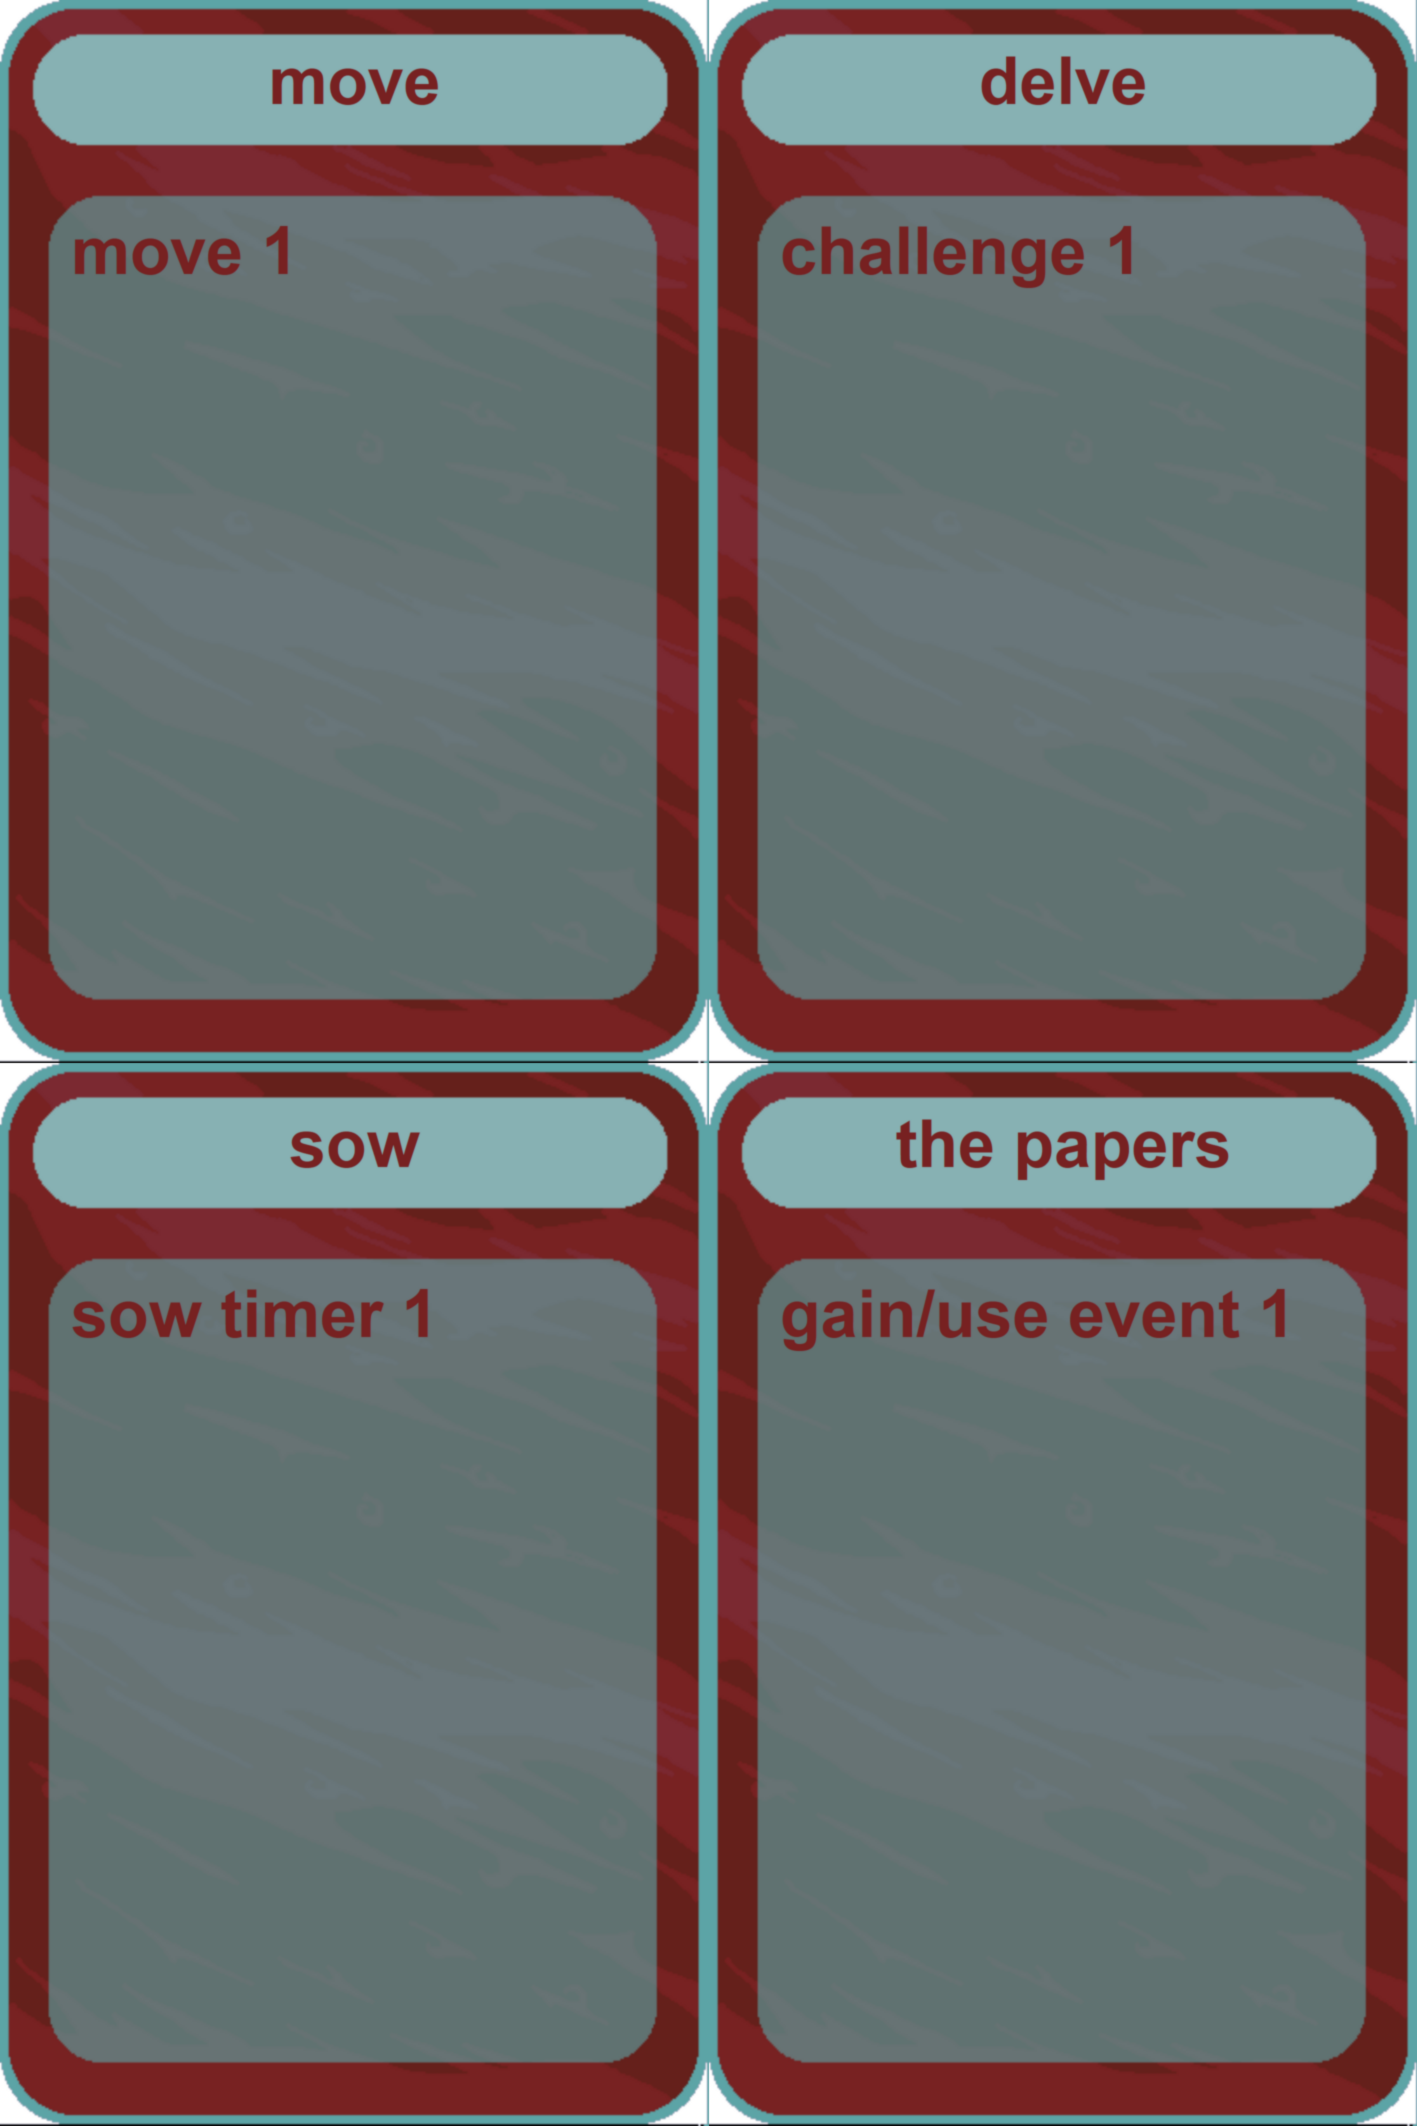 move
move 1
delve
challenge 1
sow
sow timer 1
the papers
gain/use event 1